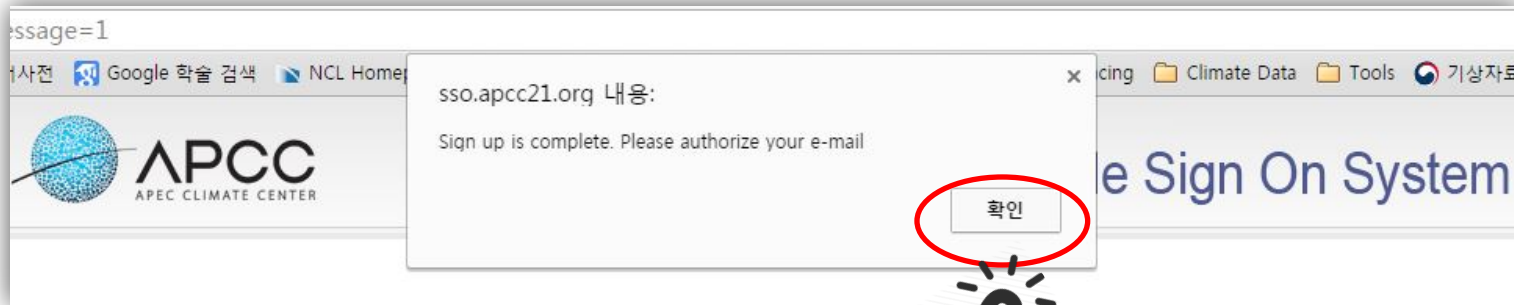 essage=1
사전 Google 학술 검색 NCL Homep cing Climate Data Tools 기상자료
sso.apcc21.org 내용:
Sign up is complete. Please authorize your e-mail
APCC
APEC CLIMATE CENTER
le Sign On System
확인